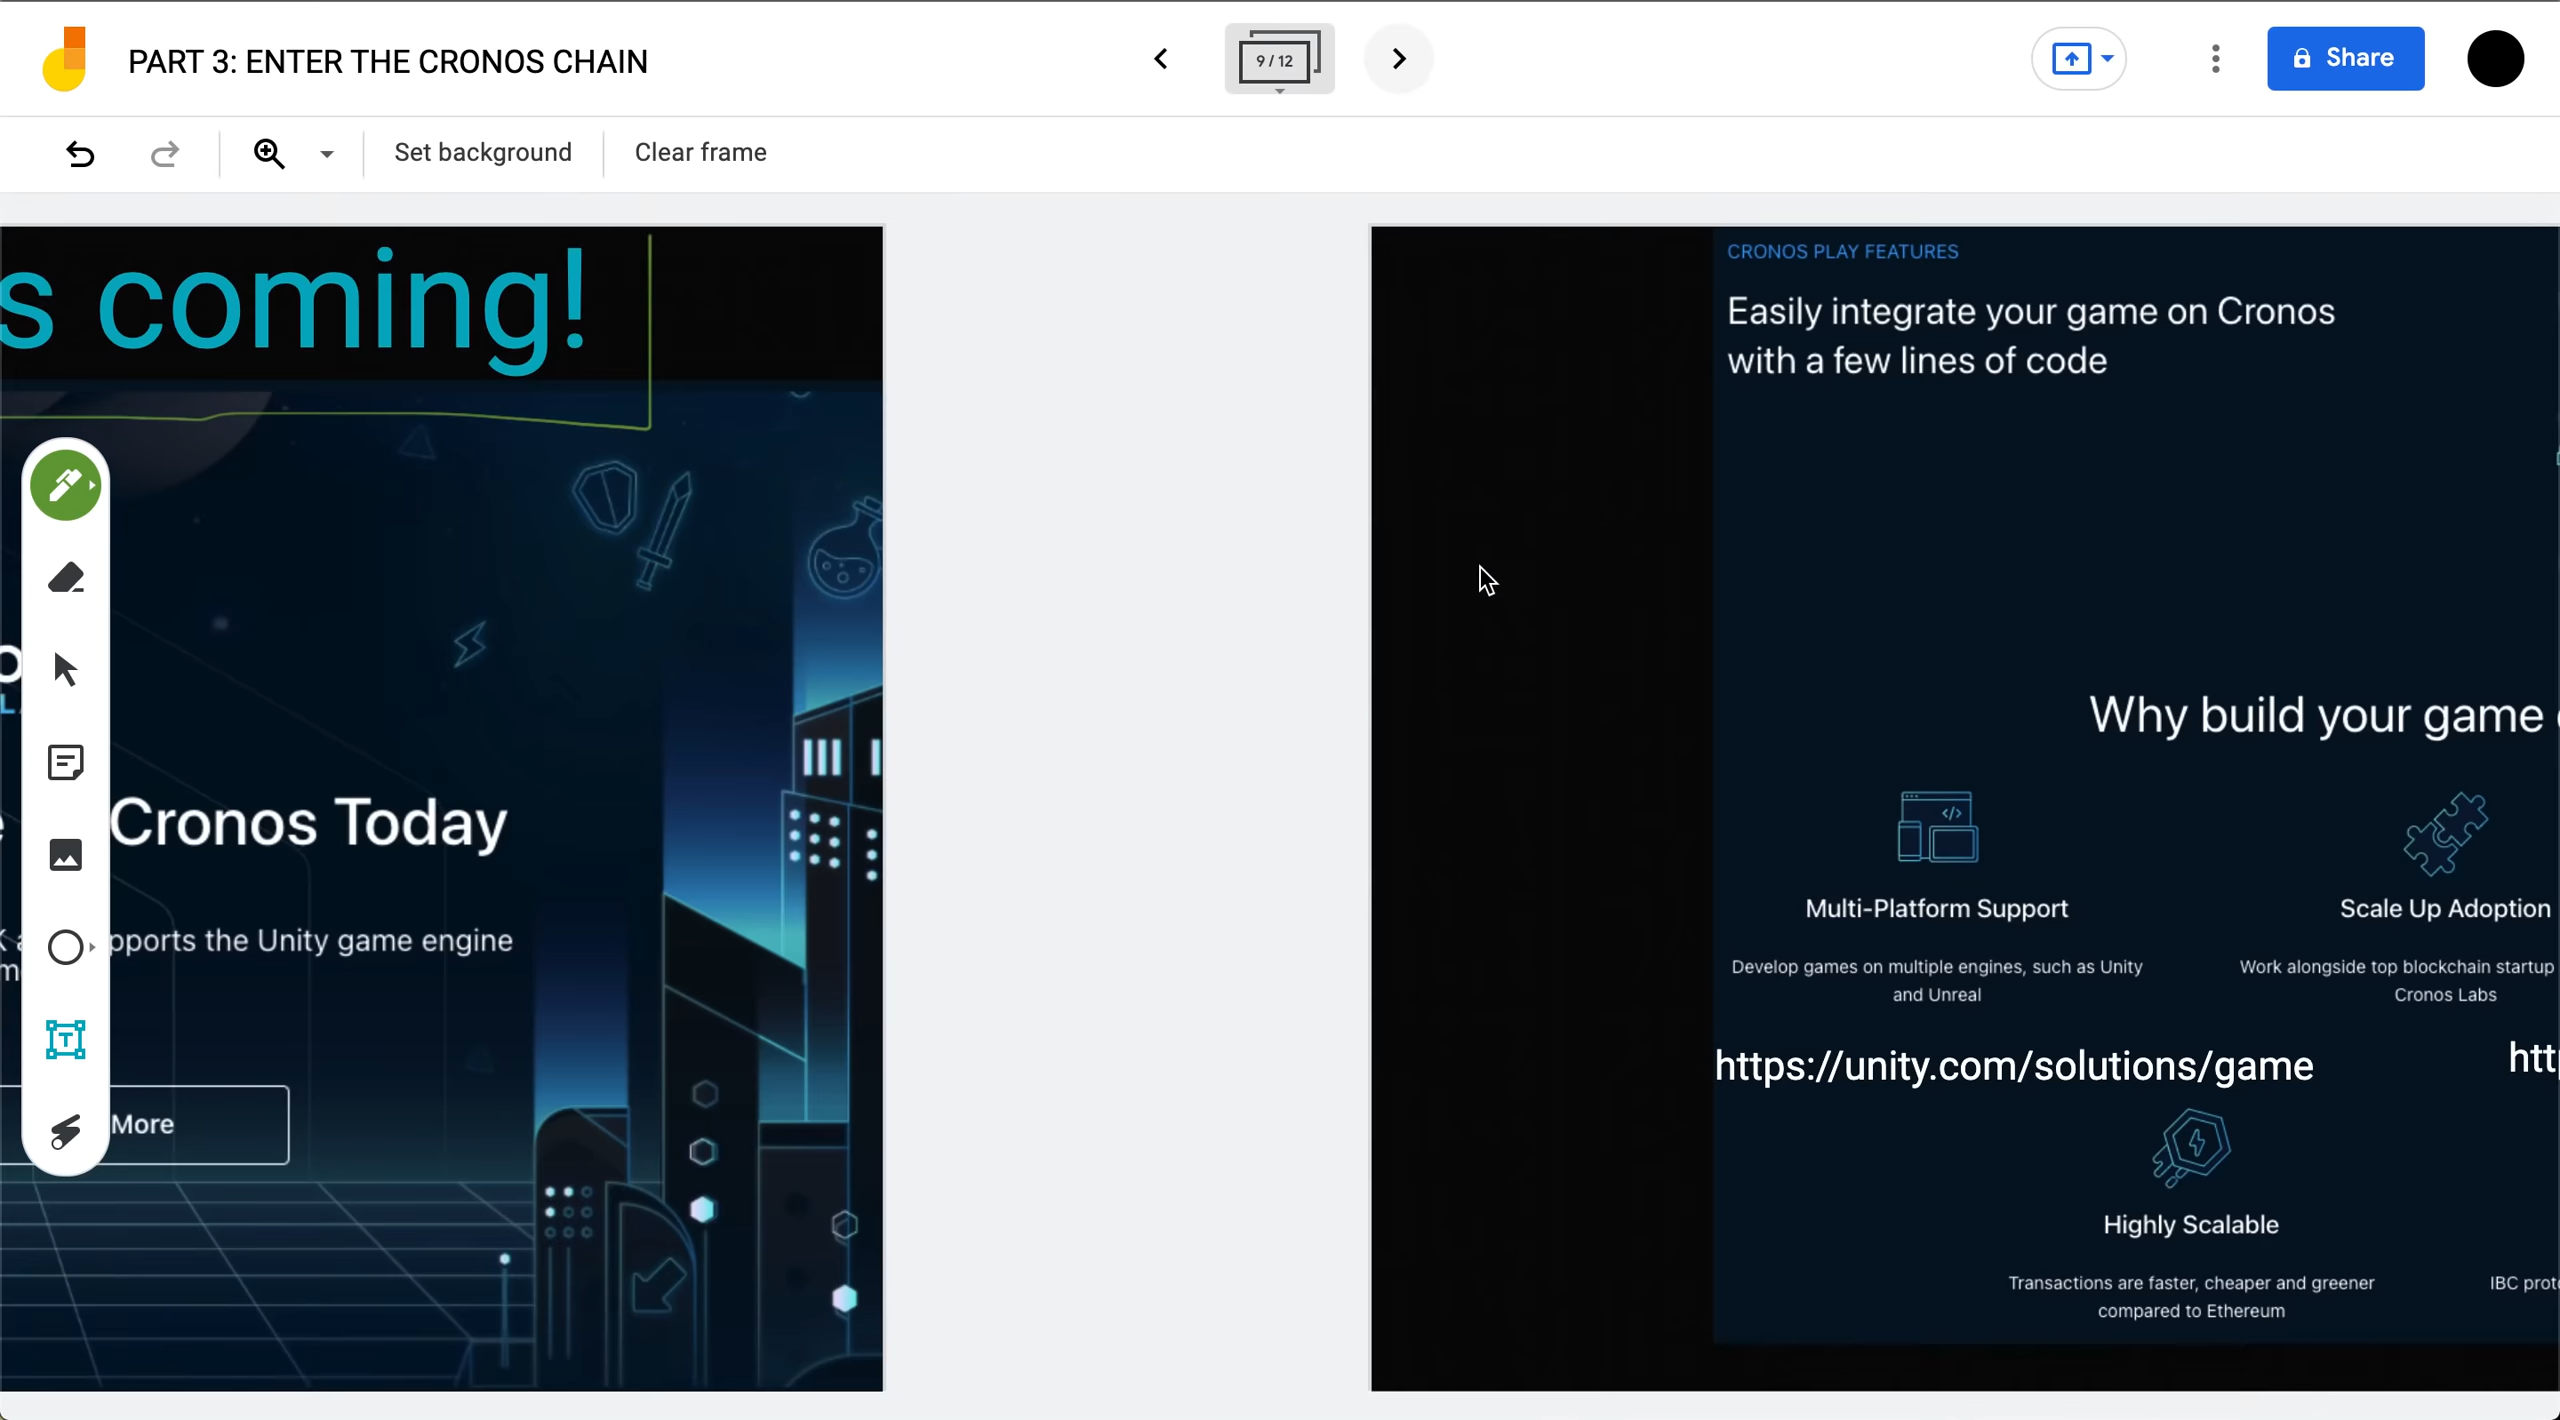 PART 3: ENTER THE CRONOS CHAIN
9 / 12
Share
Set background
Clear frame
s coming!
Cronos Today
pports the Unity game engine
More
CRONOS PLAY FEATURES
Easily integrate your game on Cronos
with a few lines of code
Why build your game
Multi-Platform Support
Develop games on multiple engines, such as Unity
and Unreal
Scale Up Adoption
Work alongside top blockchain startup
Cronos Labs
https://unity.com/solutions/game
htt
Highly Scalable
Transactions are faster, cheaper and greener
compared to Ethereum
IBC prot